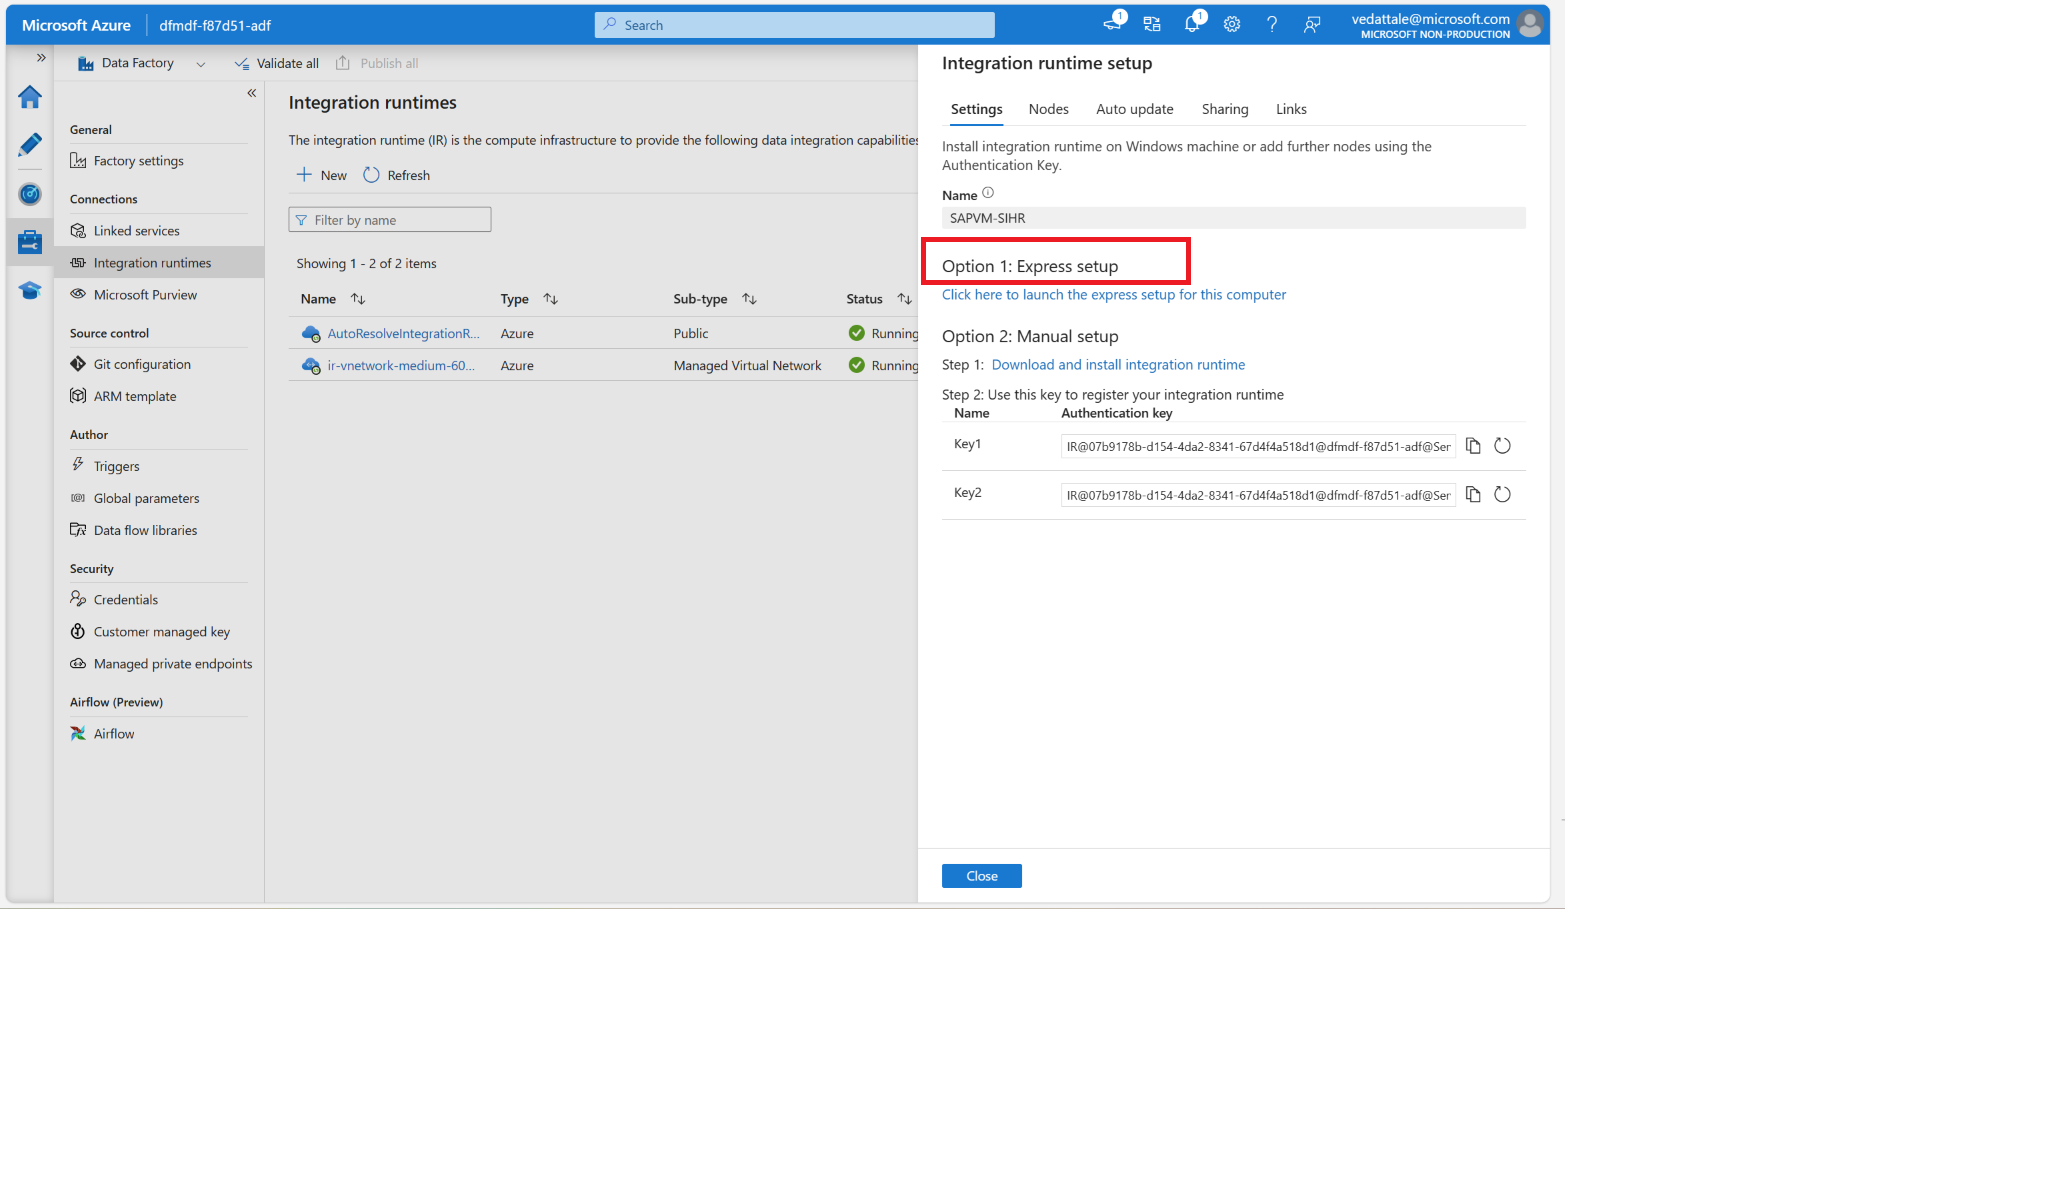 Microsoft Azure dfmdf-f87d51-adf
Search
1
1
vedattale@microsoft.com
MICROSOFT NON-PRODUCTION
Data Factory
Validate all
Publish all
General
Factory settings
Connections
Linked services
Integration runtimes
Microsoft Purview
Source control
Git configuration
ARM template
Author
Triggers
Global parameters
Data flow libraries
Security
Credentials
Customer managed key
Managed private endpoints
Airflow (Preview)
Airflow
Integration runtimes
The integration runtime (IR) is the compute infrastructure to provide the following data integration capabilities
New Refresh
Filter by name
Showing 1 - 2 of 2 items
Name Type Sub-type Status
AutoResolveIntegrationR... Azure Public Running
ir-vnetwork-medium-60... Azure Managed Virtual Network Running
Integration runtime setup
Settings Nodes Auto update Sharing Links
Install integration runtime on Windows machine or add further nodes using the
Authentication Key.
Name
SAPVM-SIHR
Option 1: Express setup
Click here to launch the express setup for this computer
Option 2: Manual setup
Step 1: Download and install integration runtime
Step 2: Use this key to register your integration runtime
Name Authentication key
Key1 IR@07b9178b-d154-4da2-8341-67d4f4a518d1@dfmdf-f87d51-adf@Ser
Key2 IR@07b9178b-d154-4da2-8341-67d4f4a518d1@dfmdf-f87d51-adf@Ser
Close